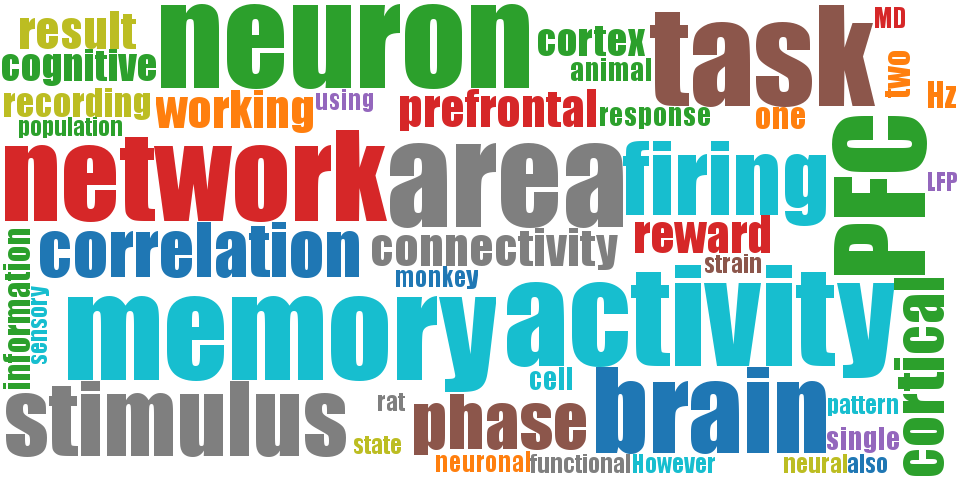 result
neuron
cortex
task
MD
cognitive
animal
two
recording
working
using
prefrontal
response
one
Hz
population
network
area
firing
PFC
LFP
correlation
connectivity
reward
strain
monkey
information
sensory
memory
activity
cortical
stimulus
rat
cell
phase
brain
pattern
state
single
neuronal
functional
However
neural
also